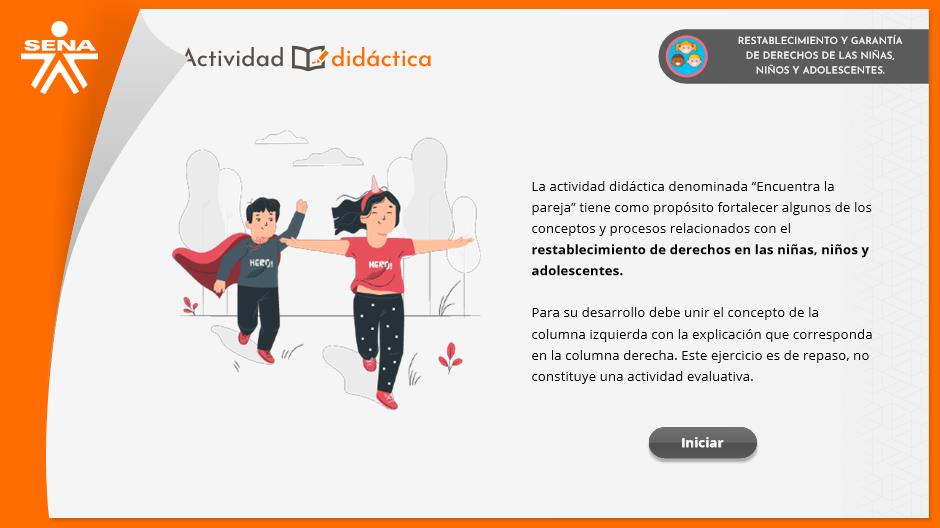 SENA
Actividad didáctica
RESTABLECIMIENTO Y GARANTÍA
DE DERECHOS DE LAS NIÑAS,
NIÑOS Y ADOLESCENTES.
La actividad didáctica denominada “Encuentra la
pareja” tiene como propósito fortalecer algunos de los
conceptos y procesos relacionados con el
restablecimiento de derechos en las niñas, niños y
adolescentes.
Para su desarrollo debe unir el concepto de la
columna izquierda con la explicación que corresponda
en la columna derecha. Este ejercicio es de repaso, no
constituye una actividad evaluativa.
HERO!
HERO!
Iniciar